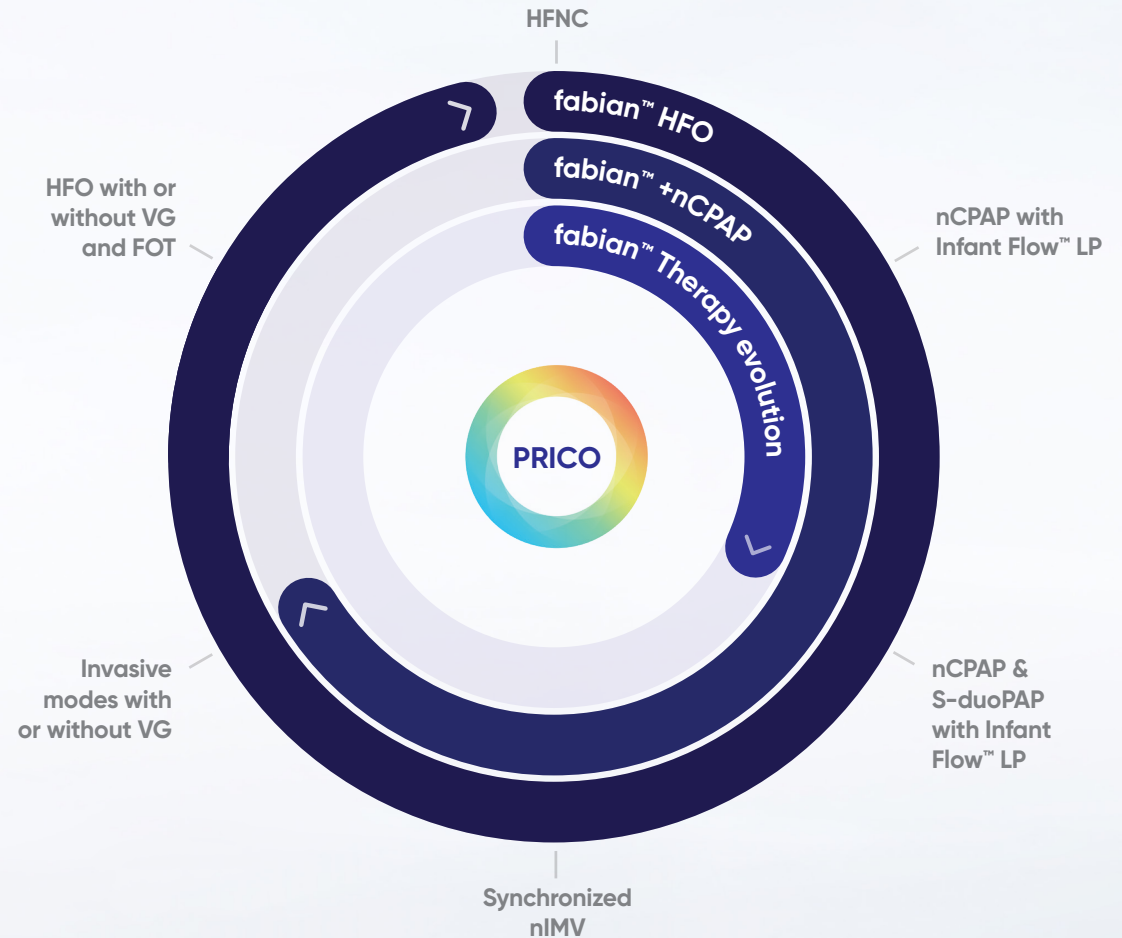 HFNC
fabian™ HFO
fabian™ +nCPAP
fabian™ Therapy evolution
PRICO
nCPAP with
Infant Flow™ LP
nCPAP &
S-duoPAP
with Infant
Flow™ LP
Synchronized
nIMV
Invasive
modes with
or without VG
HFO with or
without VG
and FOT